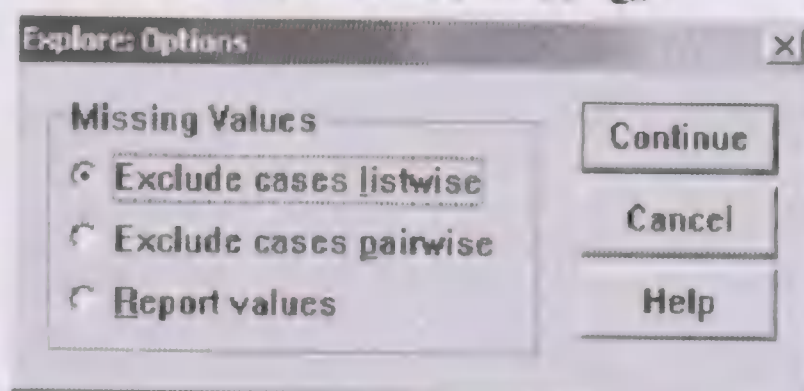 Explore: Options
Missing Values
Exclude cases listwise
Exclude cases pairwise
Report values
Continue
Cancel
Help